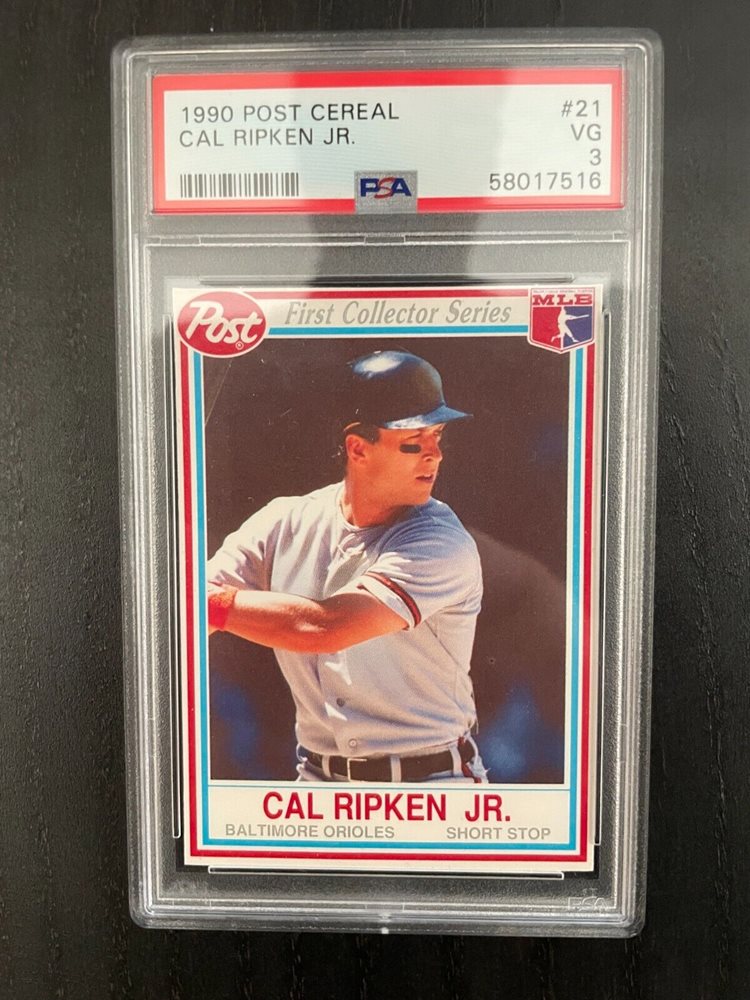 1990 POST CEREAL #21
CAL RIPKEN JR. VG
3
PSA 58017516
Post First Collector Series MLB
CAL RIPKEN JR.
BALTIMORE ORIOLES SHORT STOP